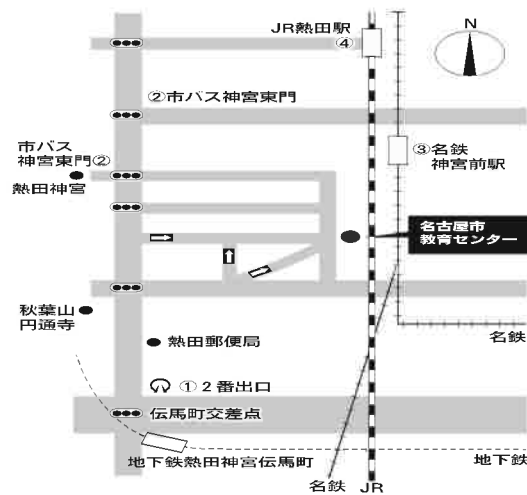 JR熱田駅
④
N
②市バス神宮東門
市バス
神宮東門②
熱田神宮
③名鉄
神宮前駅
名古屋市
教育センター
秋葉山
円通寺
名鉄
熱田郵便局
①2番出口
伝馬町交差点
地下鉄熱田神宮伝馬町
地下鉄
名鉄
JR